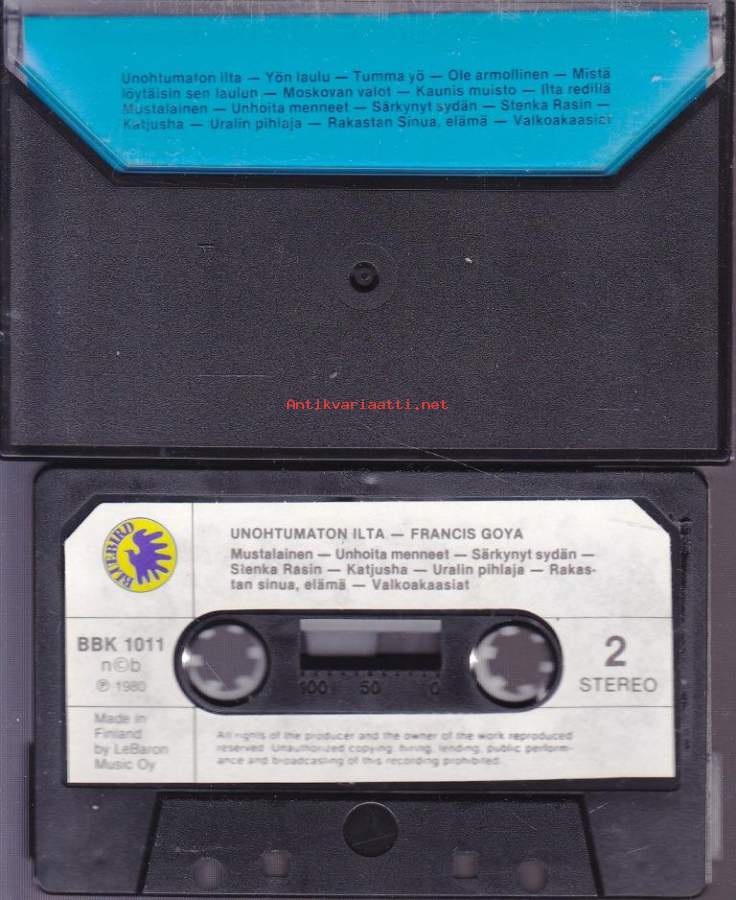 Unohtumaton ilta — Yön laulu — Tumma yö — Ole armollinen — Mistä
löytäisin sen laulun — Moskovan valot — Kaunis muisto — Ilta redillä
Mustalainen — Unhoita menneet — Särkynyt sydän — Stenka Rasin —
Katjusha — Uralin pihlaja — Rakastan Sinua, elämä — Valkoakaasiat
Antikvariaatti.net
BLUEBIRD
UNOHTUMATON ILTA — FRANCIS GOYA
Mustalainen — Unhoita menneet — Särkynyt sydän —
Stenka Rasin — Katjusha — Uralin pihlaja — Rakas-
tan sinua, elämä — Valkoakaasiat
BBK 1011
n©b
℗ 1980
100 50 0
2
STEREO
Made in
Finland
by LeBaron
Music Oy
All rights of the producer and the owner of the work reproduced
reserved. Unauthorized copying, hiring, lending, public perform-
ance and broadcasting of this recording prohibited.